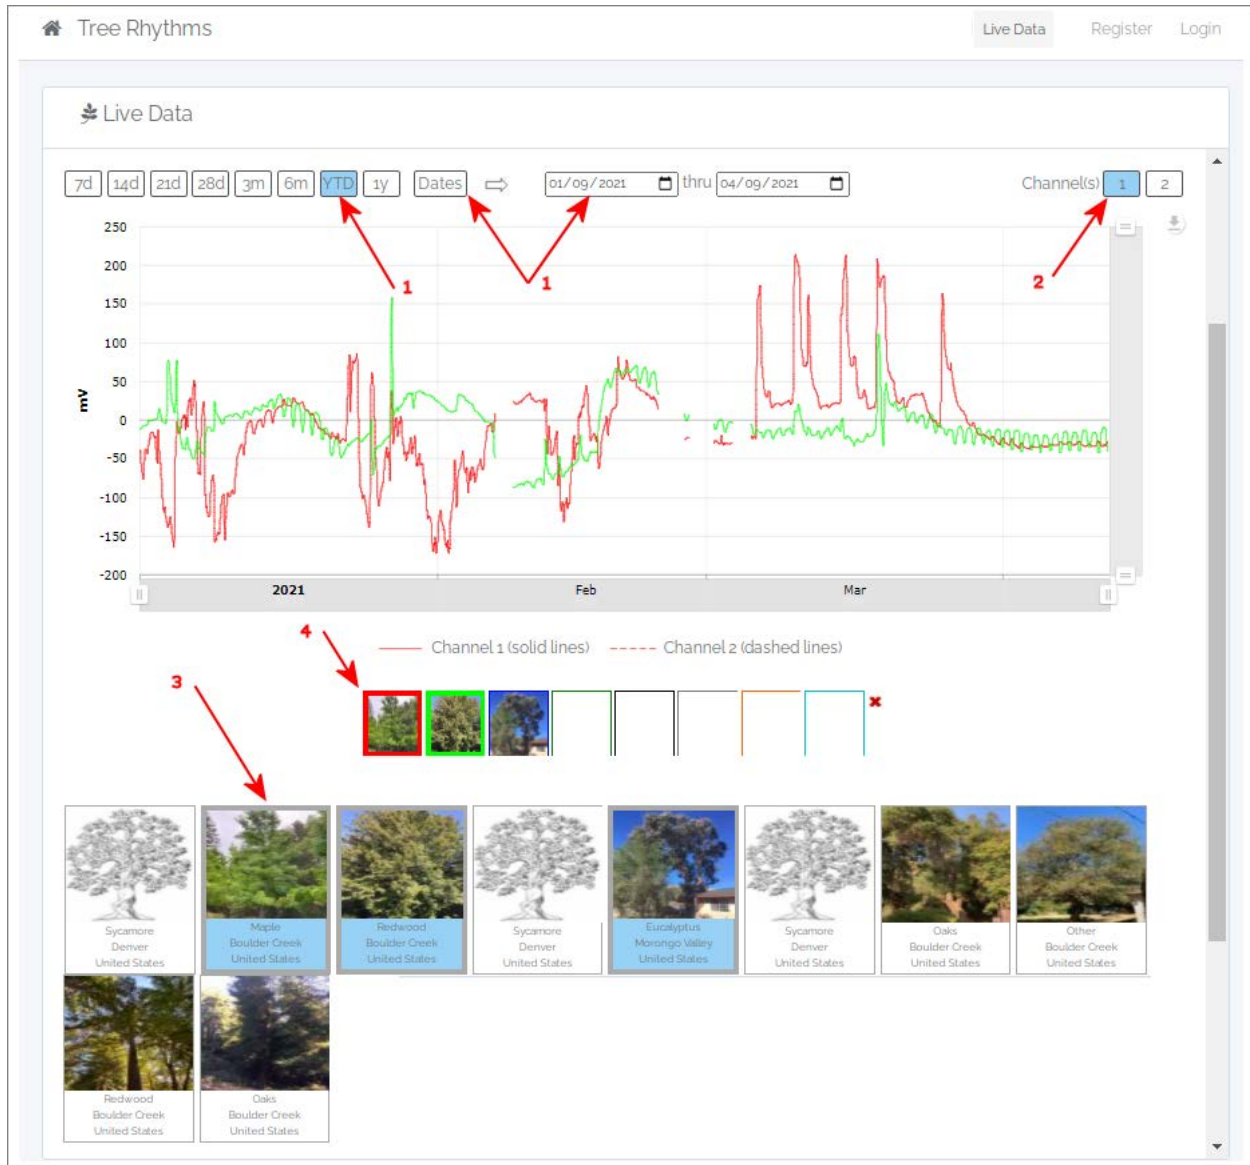 Tree Rhythms
Live Data Register Login
Live Data
7d 14d 21d 28d 3m 6m YTD 1y Dates 01/09/2021 thru 04/09/2021 Channel(s) 1 2
250
200
1 1 2
150
100
50
mV
0
-50
-100
-150
-200
2021 Feb Mar
4
Channel 1 (solid lines) Channel 2 (dashed lines)
3
Sycamore
Denver
United States
Maple
Boulder Creek
United States
Redwood
Boulder Creek
United States
Sycamore
Denver
United States
Eucalyptus
Morongo Valley
United States
Sycamore
Denver
United States
Oaks
Boulder Creek
United States
Other
Boulder Creek
United States
Redwood
Boulder Creek
United States
Oaks
Boulder Creek
United States